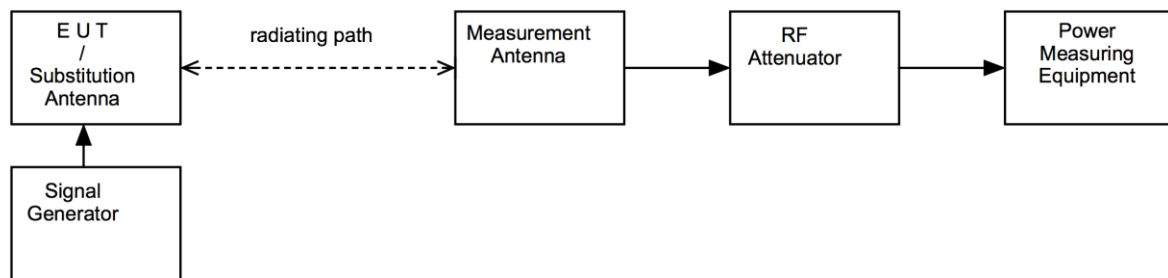 E U T
/
Substitution
Antenna
radiating path
Measurement
Antenna
RF
Attenuator
Power
Measuring
Equipment
Signal
Generator